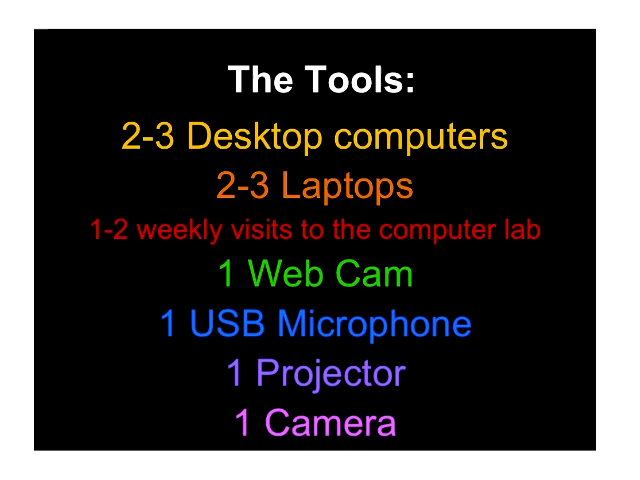 The Tools:
2-3 Desktop computers
2-3 Laptops
1-2 weekly visits to the computer lab
1 Web Cam
1 USB Microphone
1 Projector
1 Camera